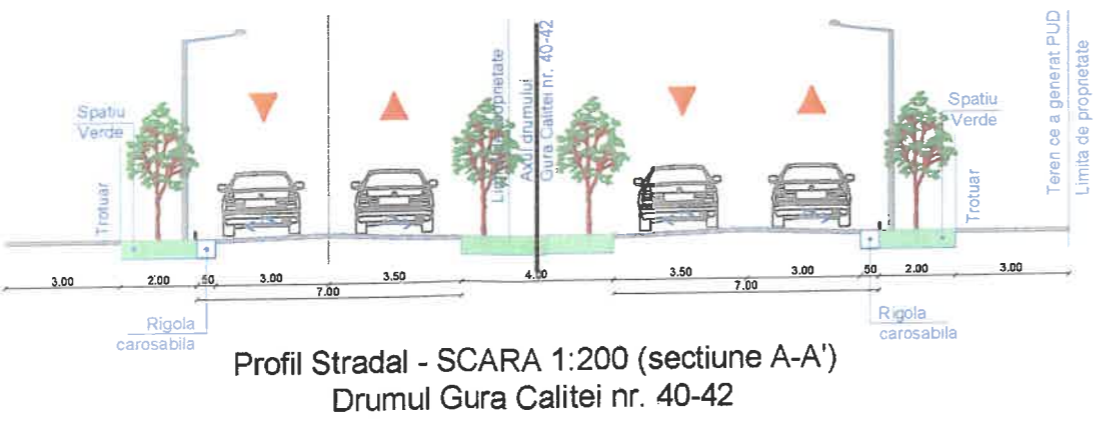 Spatiu
Verde
Trotuar
Limita de proprietate
Axul drumului
Gura Calitei nr. 40-42
Spatiu
Verde
Trotuar
Teren ce a generat PUD
Limita de proprietate
3.00 2.00 .50 3.00 3.50 4.00 3.50 3.00 .50 2.00 3.00
7.00 7.00
Rigola
carosabila
Rigola
carosabila
Profil Stradal - SCARA 1:200 (sectiune A-A')
Drumul Gura Calitei nr. 40-42